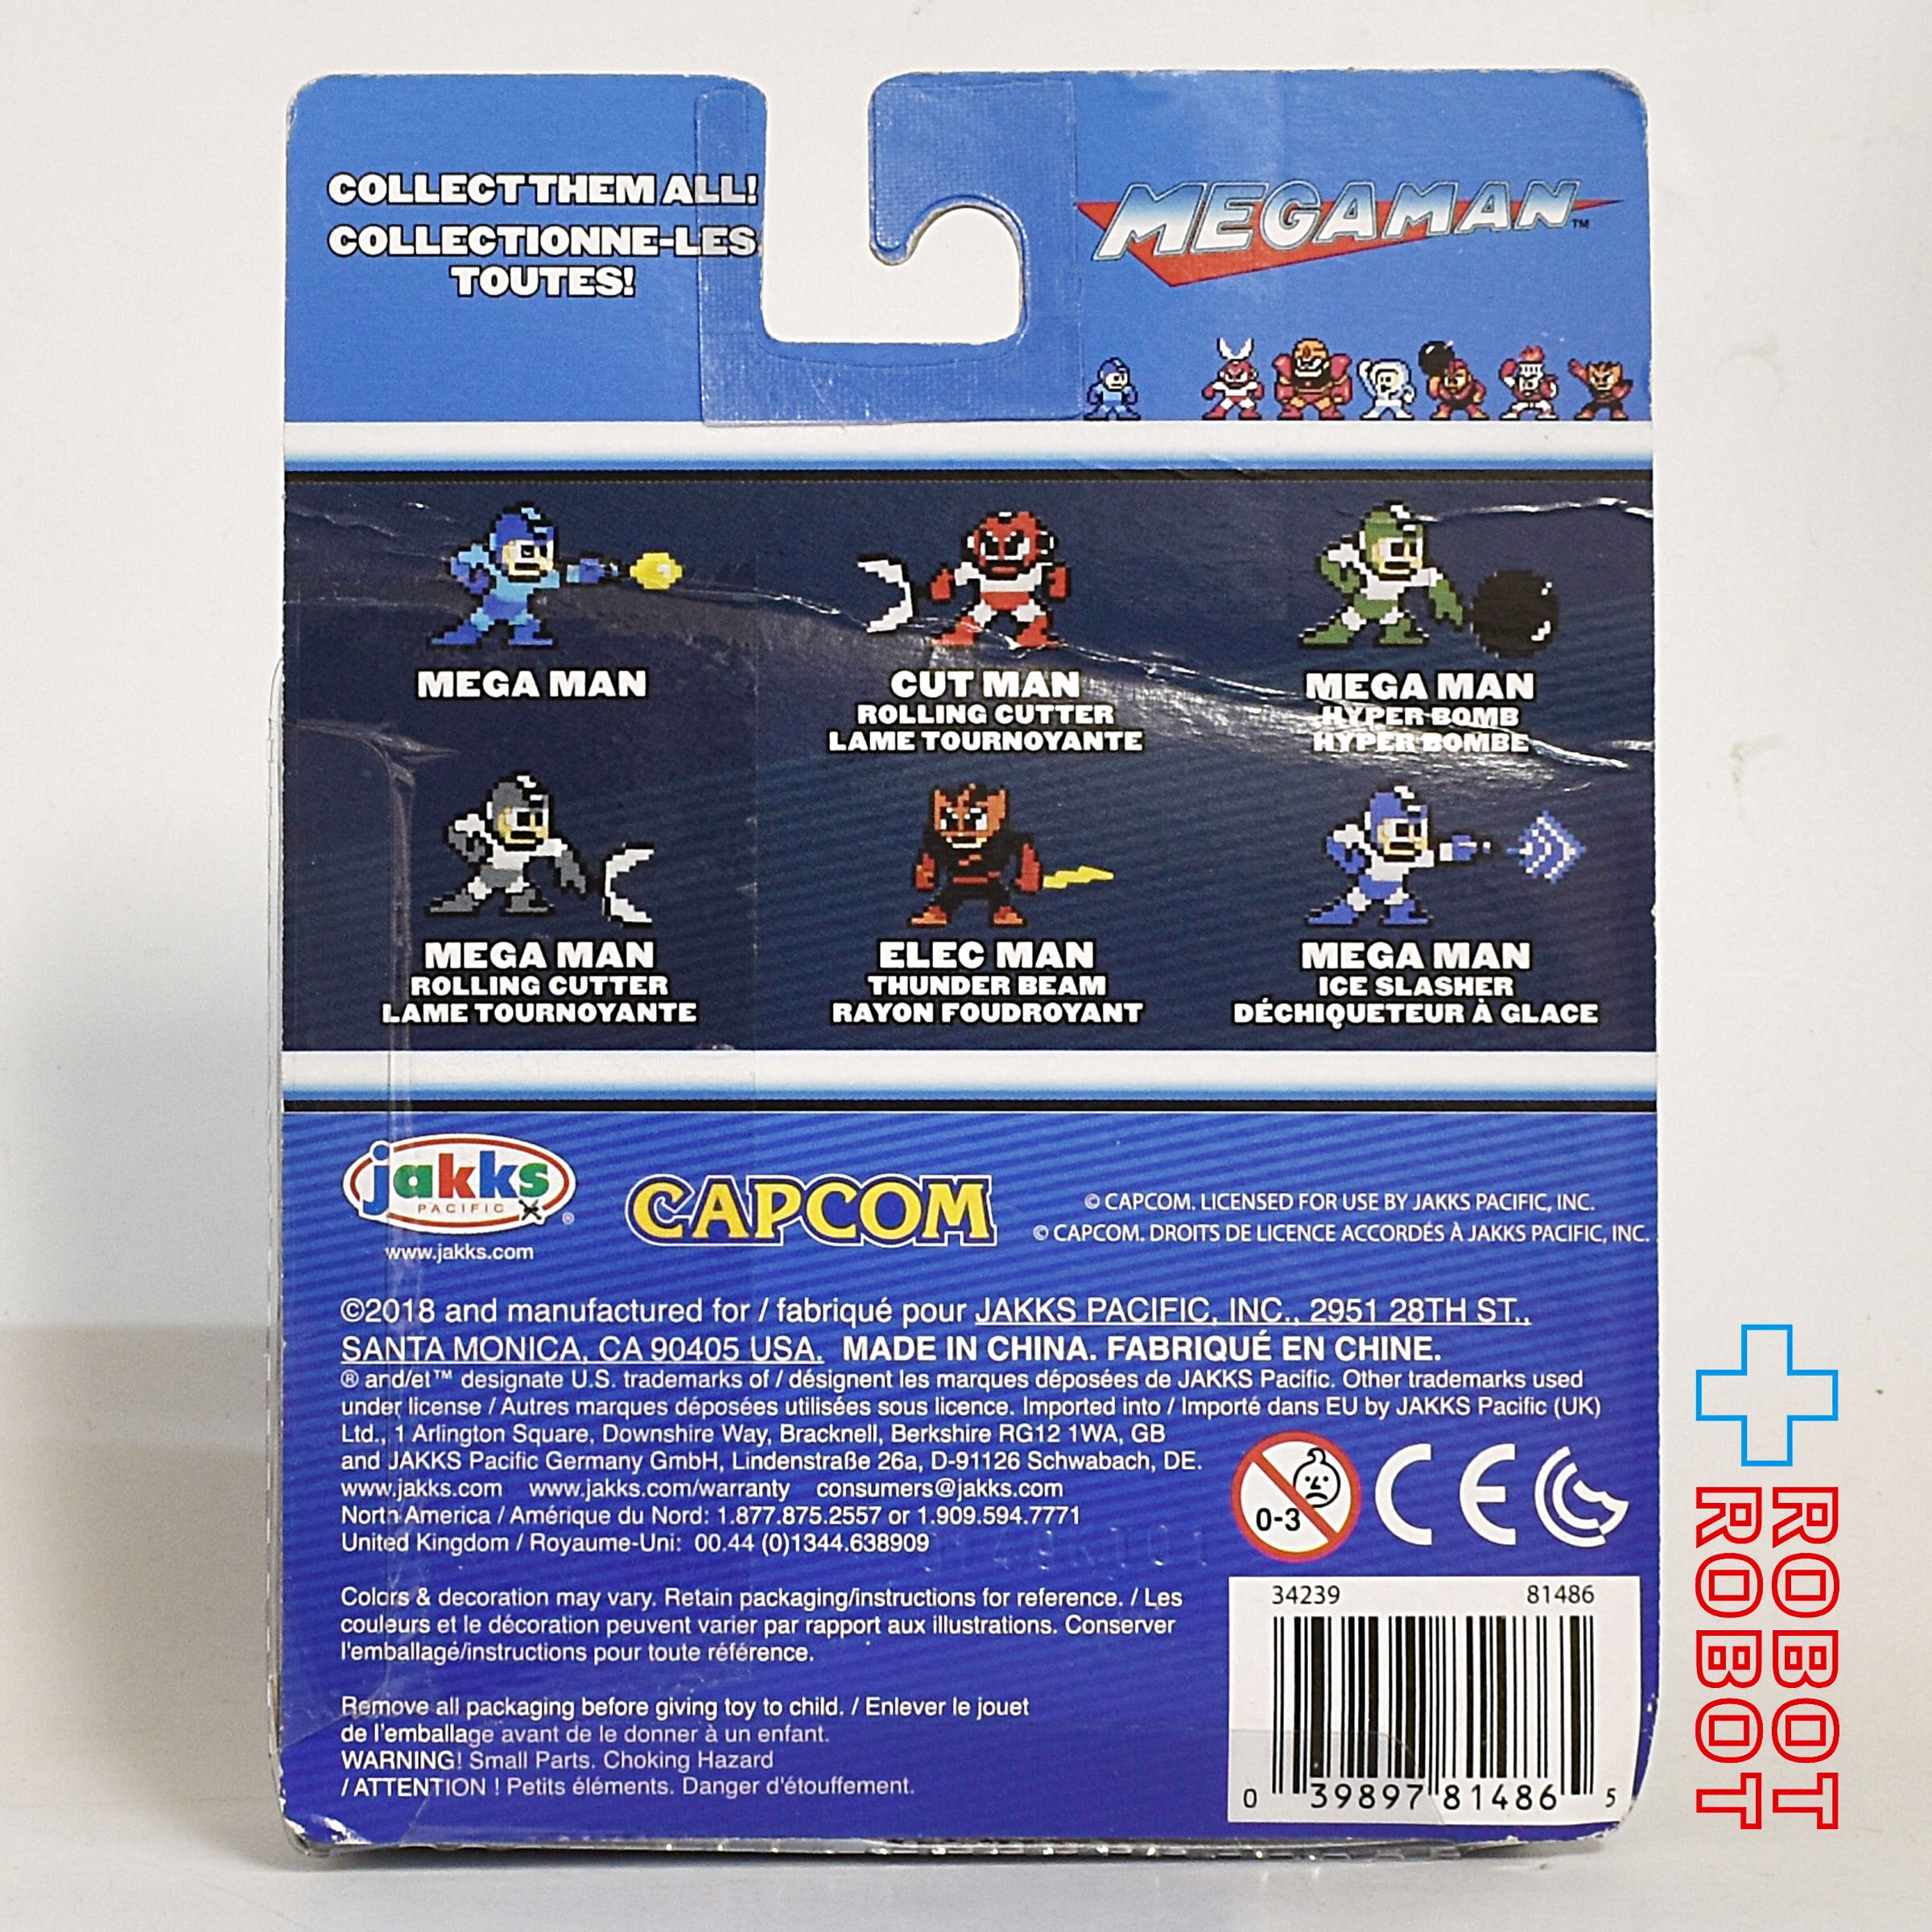 COLLECT THEM ALL!
COLLECTIONNE-LES
TOUTES!
MEGAMAN™
MEGA MAN
CUT MAN
ROLLING CUTTER
LAME TOURNOYANTE
MEGA MAN
HYPER BOMB
HYPER BOMBE
MEGA MAN
ROLLING CUTTER
LAME TOURNOYANTE
ELEC MAN
THUNDER BEAM
RAYON FOUDROYANT
MEGA MAN
ICE SLASHER
DÉCHIQUETEUR À GLACE
jakks
PACIFIC
®
www.jakks.com
CAPCOM
© CAPCOM. LICENSED FOR USE BY JAKKS PACIFIC, INC.
© CAPCOM. DROITS DE LICENCE ACCORDÉS À JAKKS PACIFIC, INC.
©2018 and manufactured for / fabriqué pour JAKKS PACIFIC, INC., 2951 28TH ST.,
SANTA MONICA, CA 90405 USA. MADE IN CHINA. FABRIQUÉ EN CHINE.
® and/et™ designate U.S. trademarks of / désignent les marques déposées de JAKKS Pacific. Other trademarks used
under license / Autres marques déposées utilisées sous licence. Imported into / Importé dans EU by JAKKS Pacific (UK)
Ltd., 1 Arlington Square, Downshire Way, Bracknell, Berkshire RG12 1WA, GB
and JAKKS Pacific Germany GmbH, Lindenstraße 26a, D-91126 Schwabach, DE.
www.jakks.com www.jakks.com/warranty consumers@jakks.com
North America / Amérique du Nord: 1.877.875.2557 or 1.909.594.7771
United Kingdom / Royaume-Uni: 00.44 (0)1344.638909
0-3
CE
Colors & decoration may vary. Retain packaging/instructions for reference. / Les
couleurs et le décoration peuvent varier par rapport aux illustrations. Conserver
l'emballage/instructions pour toute référence.
Remove all packaging before giving toy to child. / Enlever le jouet
de l'emballage avant de le donner à un enfant.
WARNING! Small Parts. Choking Hazard
/ ATTENTION ! Petits éléments. Danger d'étouffement.
34239 81486
0 39897 81486 5
ROBOT
ROBOT